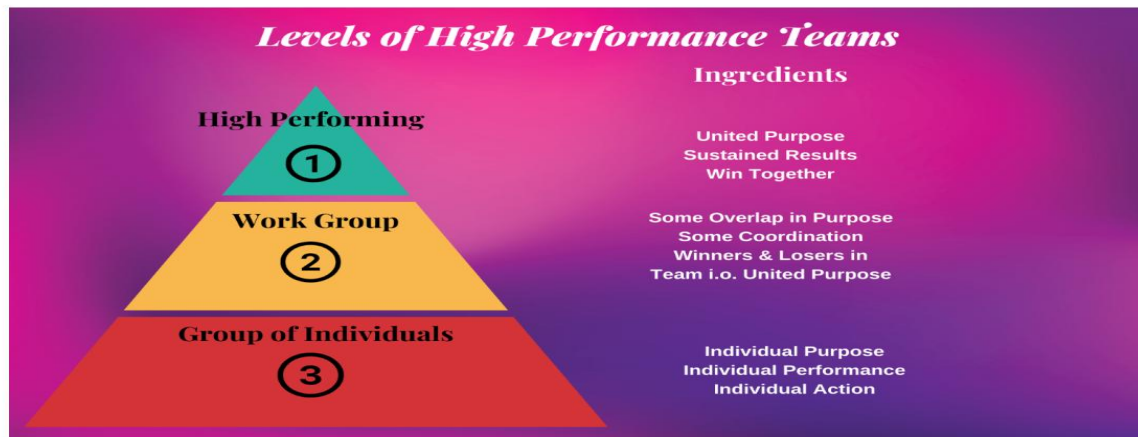 Levels of High Performance Teams
Ingredients
High Performing
1
United Purpose
Sustained Results
Win Together
Work Group
2
Some Overlap in Purpose
Some Coordination
Winners & Losers in
Team i.o. United Purpose
Group of Individuals
3
Individual Purpose
Individual Performance
Individual Action